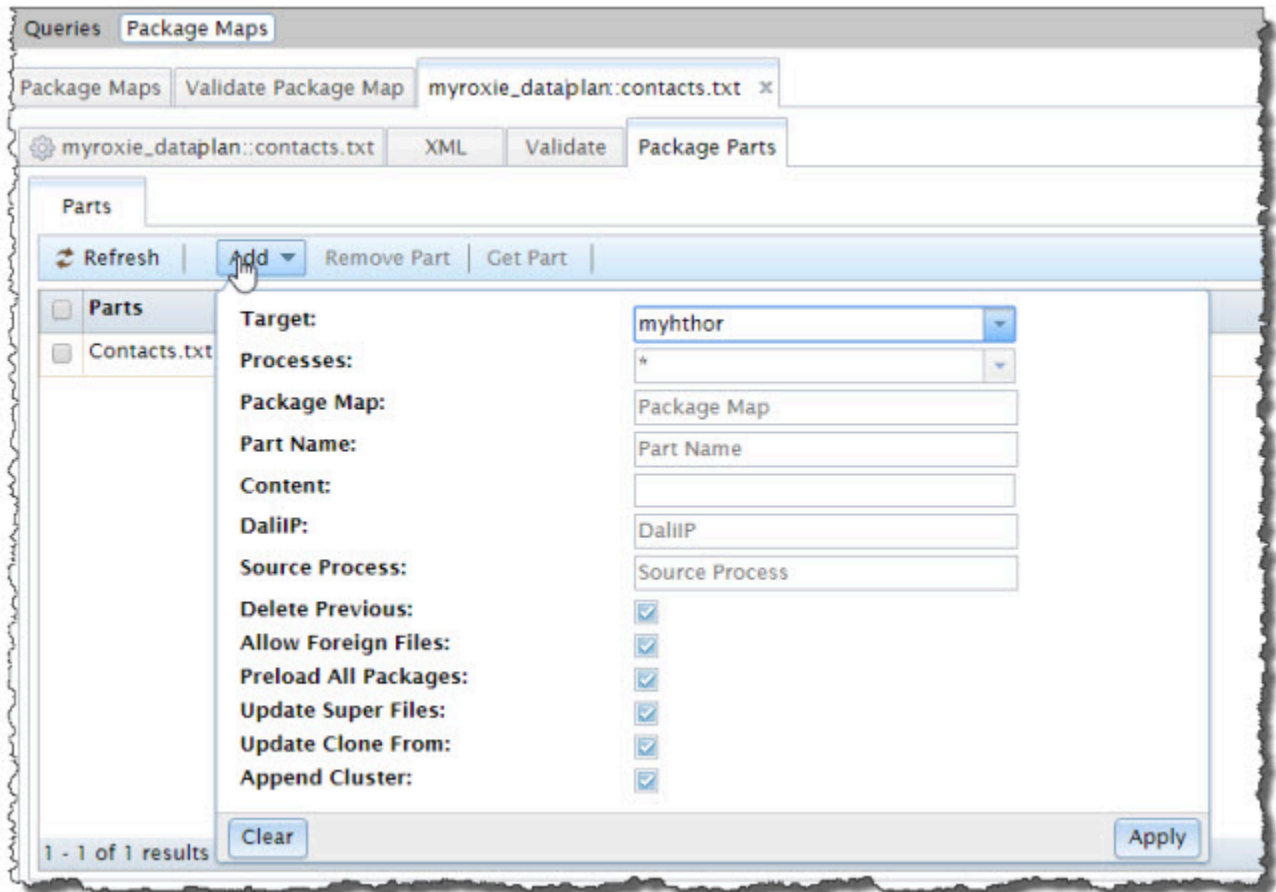 Queries Package Maps
Package Maps Validate Package Map myroxie_dataplan::contacts.txt x
myroxie_dataplan::contacts.txt XML Validate Package Parts
Parts
Refresh Add Remove Part Get Part
Parts
Contacts.txt
Target: myhthor
Processes: *
Package Map: Package Map
Part Name: Part Name
Content:
DaliIP: DaliIP
Source Process: Source Process
Delete Previous:
Allow Foreign Files:
Preload All Packages:
Update Super Files:
Update Clone From:
Append Cluster:
Clear Apply
1 - 1 of 1 results